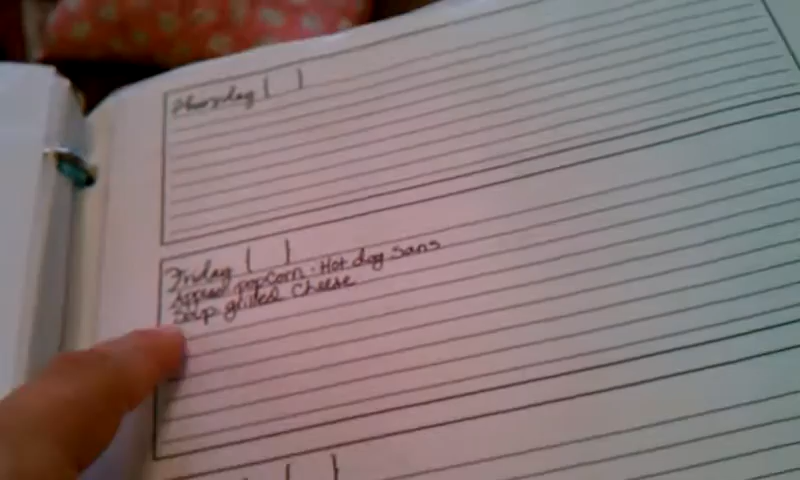 Thursday | |
Friday | |
Apples popcorn - Hot dog Sans
Soup grilled cheese